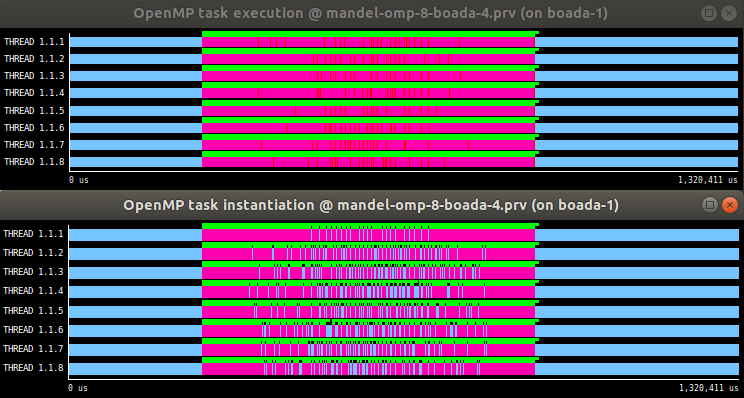 OpenMP task execution @ mandel-omp-8-boada-4.prv (on boada-1)
THREAD 1.1.1
THREAD 1.1.2
THREAD 1.1.3
THREAD 1.1.4
THREAD 1.1.5
THREAD 1.1.6
THREAD 1.1.7
THREAD 1.1.8
0 us 1,320,411 us
OpenMP task instantiation @ mandel-omp-8-boada-4.prv (on boada-1)
THREAD 1.1.1
THREAD 1.1.2
THREAD 1.1.3
THREAD 1.1.4
THREAD 1.1.5
THREAD 1.1.6
THREAD 1.1.7
THREAD 1.1.8
0 us 1,320,411 us